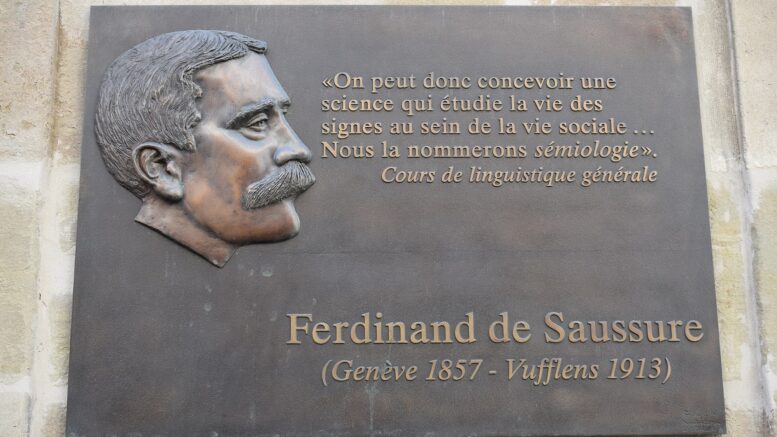 «On peut donc concevoir une
science qui étudie la vie des
signes au sein de la vie sociale ...
Nous la nommerons sémiologie».
Cours de linguistique générale
Ferdinand de Saussure
(Genève 1857 - Vufflens 1913)